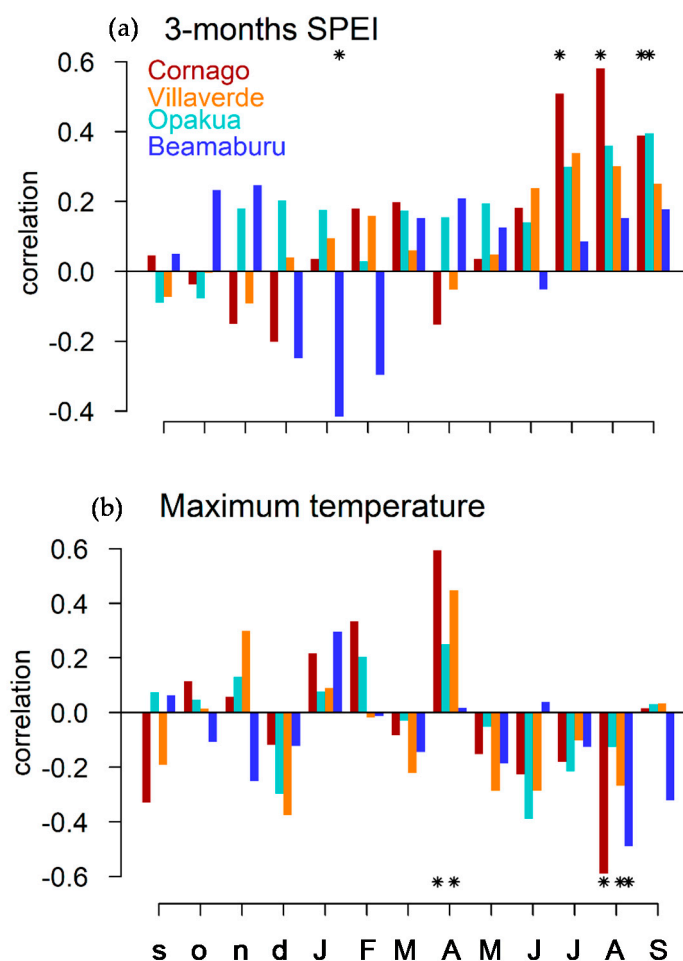 (a) 3-months SPEI
* * * **
0.6
Cornago
Villaverde
0.4
Opakua
Beamaburu
0.2
correlation
0.0
-0.2
-0.4
(b) Maximum temperature
0.6
0.4
0.2
correlation
0.0
-0.2
-0.4
-0.6
* * * **
s o n d J F M A M J J A S